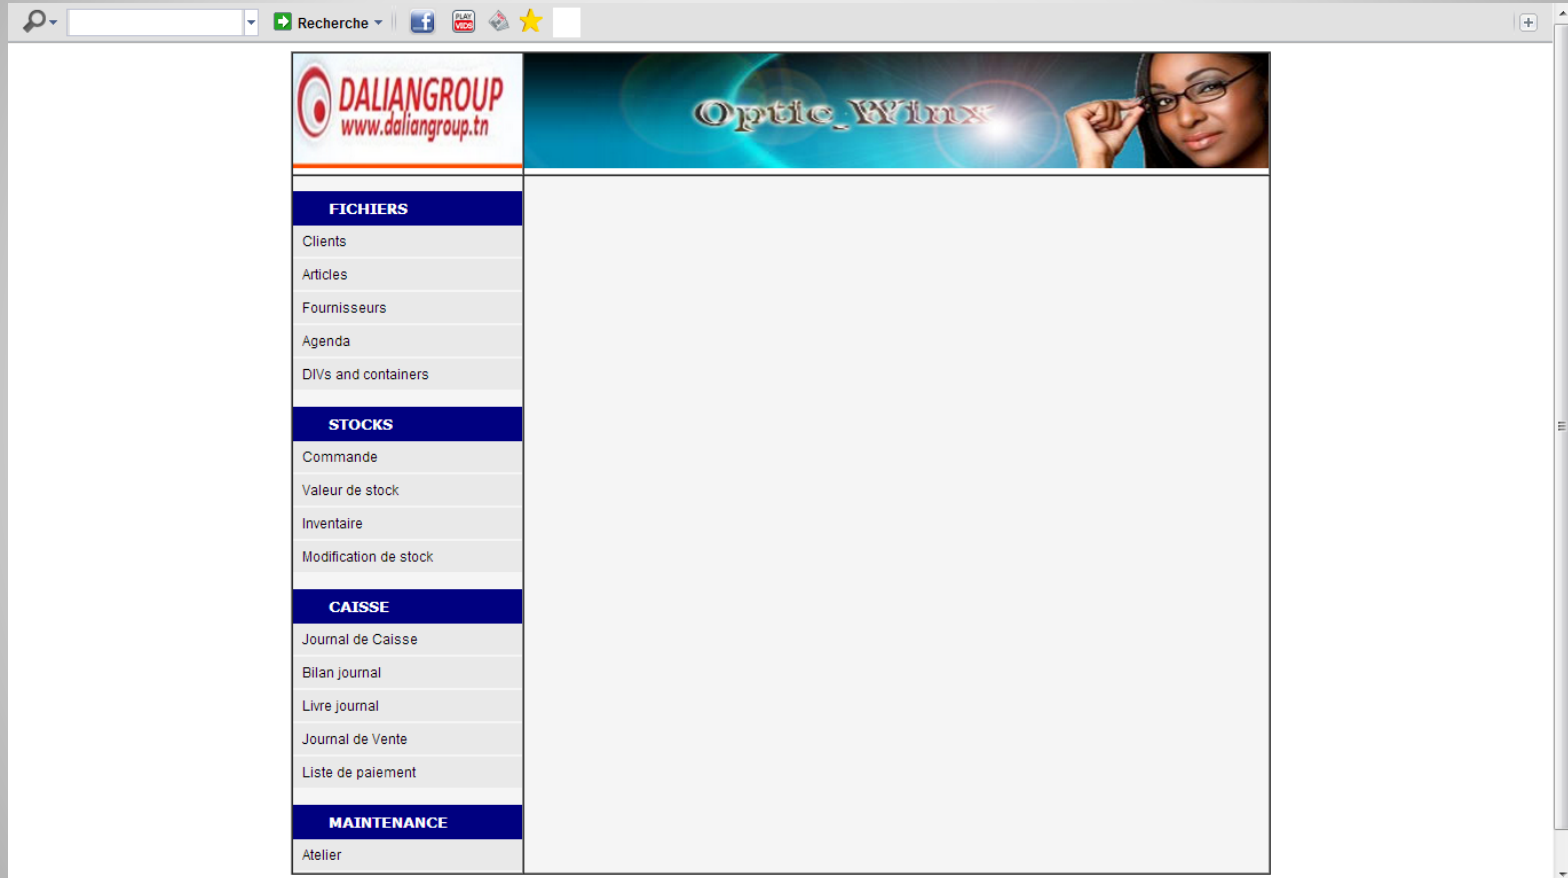 Recherche
PLAY
VIDS
DALIANGROUP
www.daliangroup.tn
Optic_Winx
FICHIERS
Clients
Articles
Fournisseurs
Agenda
DIVs and containers
STOCKS
Commande
Valeur de stock
Inventaire
Modification de stock
CAISSE
Journal de Caisse
Bilan journal
Livre journal
Journal de Vente
Liste de paiement
MAINTENANCE
Atelier